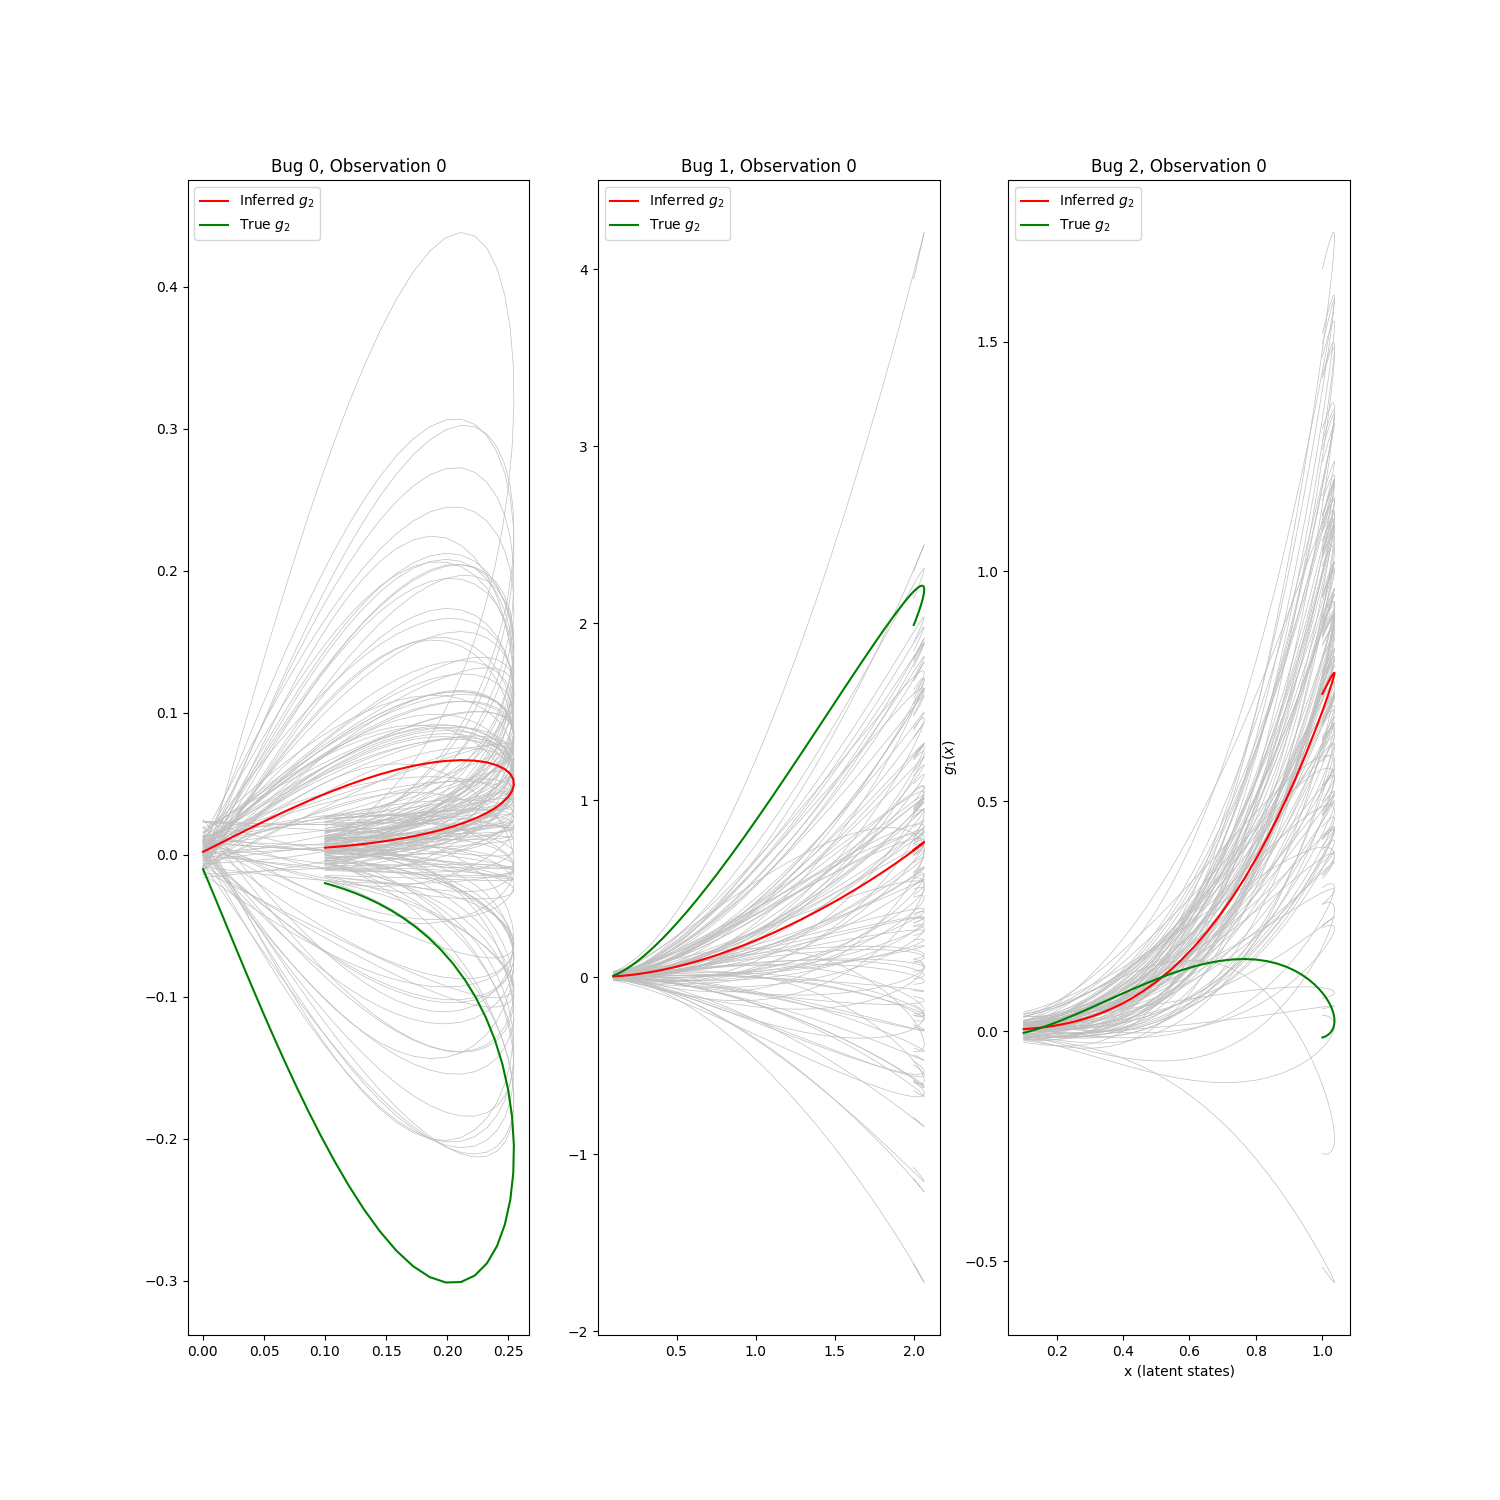 Bug 0, Observation 0
Inferred g₂
True g₂
0.4
0.3
0.2
0.1
0.0
−0.1
−0.2
−0.3
0.00 0.05 0.10 0.15 0.20 0.25
Bug 1, Observation 0
Inferred g₂
True g₂
4
3
2
1
0
−1
−2
0.5 1.0 1.5 2.0
Bug 2, Observation 0
Inferred g₂
True g₂
g₁(x)
1.5
1.0
0.5
0.0
−0.5
0.2 0.4 0.6 0.8 1.0
x (latent states)